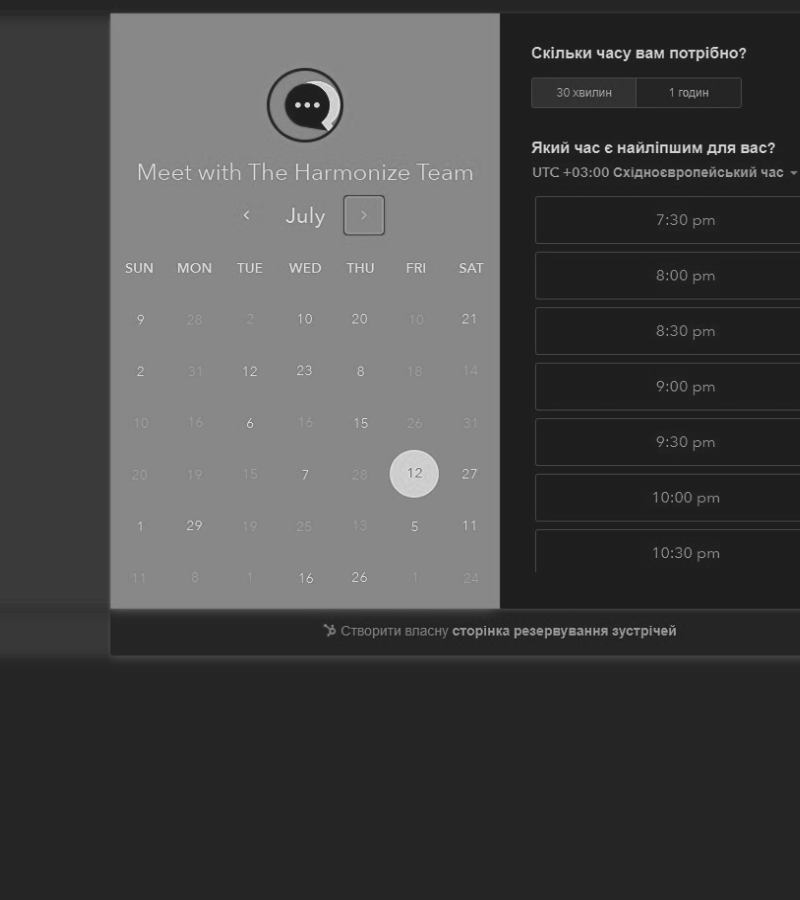 Meet with The Harmonize Team
July
SUN MON TUE WED THU FRI SAT
9 28 2 10 20 10 21
2 31 12 23 8 18 14
10 16 6 16 15 26 31
20 19 15 7 28 12 27
1 29 19 25 13 5 11
11 8 1 16 26 1 24
Скільки часу вам потрібно?
30 хвилин 1 годин
Який час є найліпшим для вас?
UTC +03:00 Східноєвропейський час
7:30 pm
8:00 pm
8:30 pm
9:00 pm
9:30 pm
10:00 pm
10:30 pm
Створити власну сторінка резервування зустрічей